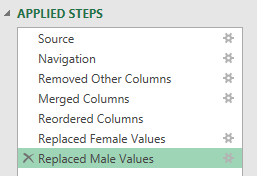 APPLIED STEPS
Source
Navigation
Removed Other Columns
Merged Columns
Reordered Columns
Replaced Female Values
Replaced Male Values